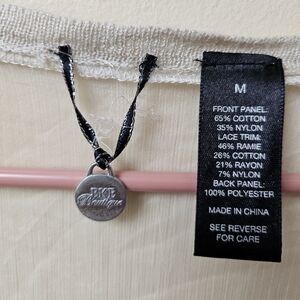 BKE
Boutique
M
FRONT PANEL:
65% COTTON
35% NYLON
LACE TRIM:
46% RAMIE
26% COTTON
21% RAYON
7% NYLON
BACK PANEL:
100% POLYESTER
MADE IN CHINA
SEE REVERSE
FOR CARE